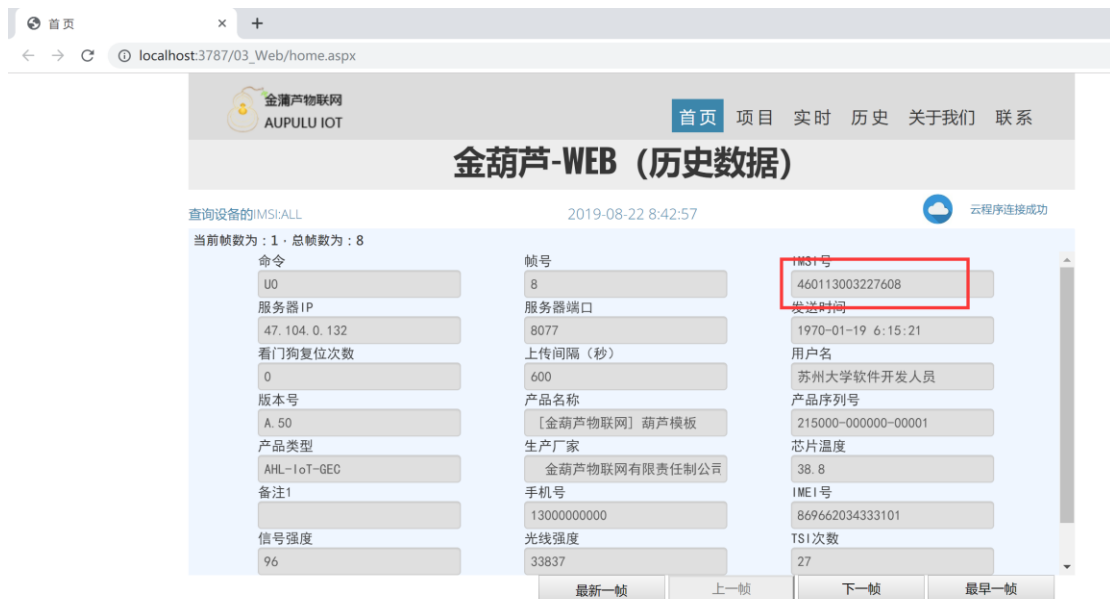 首页 × +
localhost:3787/03_Web/home.aspx
金蒲芦物联网
AUPULU IOT
首页 项目 实时 历史 关于我们 联系
金葫芦-WEB（历史数据）
查询设备的IMSI:ALL 2019-08-22 8:42:57 云程序连接成功
当前帧数为：1·总帧数为：8
命令 帧号 IMSI号
U0 8 460113003227608
服务器IP 服务器端口 发送时间
47.104.0.132 8077 1970-01-19 6:15:21
看门狗复位次数 上传间隔（秒） 用户名
0 600 苏州大学软件开发人员
版本号 产品名称 产品序列号
A.50 [金葫芦物联网] 葫芦模板 215000-000000-00001
产品类型 生产厂家 芯片温度
AHL-IoT-GEC 金葫芦物联网有限责任制公司 38.8
备注1 手机号 IMEI号
13000000000 869662034333101
信号强度 光线强度 TSI次数
96 33837 27
最新一帧 上一帧 下一帧 最早一帧